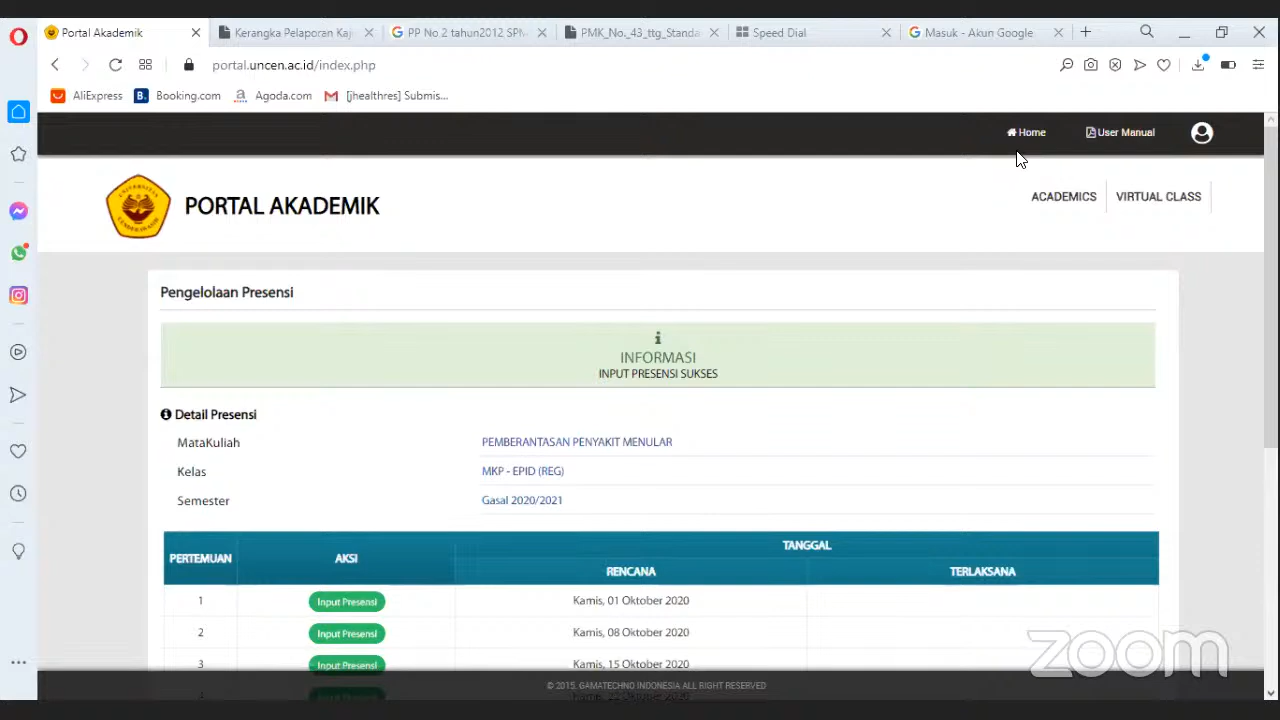 Portal Akademik
Kerangka Pelaporan Kaji
PP No 2 tahun2012 SPM
PMK_No._43_ttg_Standa
Speed Dial
Masuk - Akun Google
portal.uncen.ac.id/index.php
AliExpress
B. Booking.com
a Agoda.com
[jhealthres] Submis...
Home
User Manual
PORTAL AKADEMIK
ACADEMICS
VIRTUAL CLASS
Pengelolaan Presensi
INFORMASI
INPUT PRESENSI SUKSES
Detail Presensi
MataKuliah PEMBERANTASAN PENYAKIT MENULAR
Kelas MKP - EPID (REG)
Semester Gasal 2020/2021
PERTEMUAN AKSI TANGGAL
RENCANA TERLAKSANA
1 Input Presensi Kamis, 01 Oktober 2020
2 Input Presensi Kamis, 08 Oktober 2020
3 Input Presensi Kamis, 15 Oktober 2020
zoom
© 2015, GAMATECHNO INDONESIA ALL RIGHT RESERVED